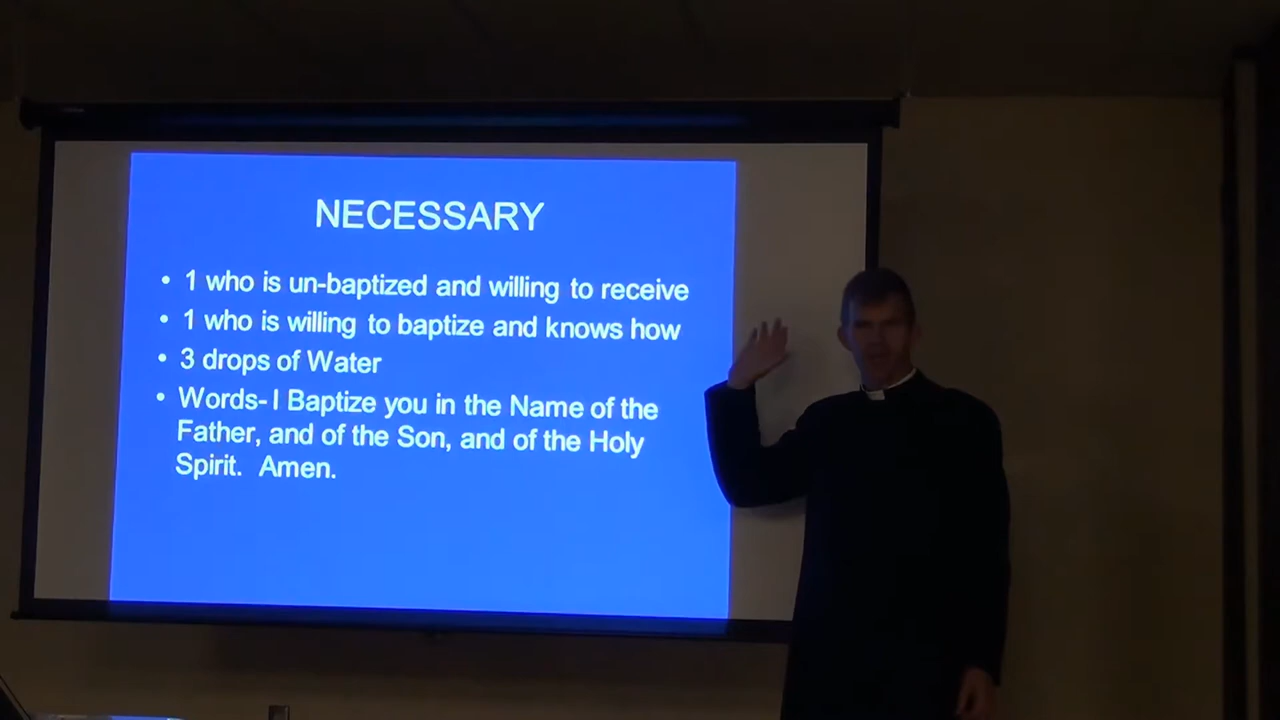 NECESSARY
• 1 who is un-baptized and willing to receive
• 1 who is willing to baptize and knows how
• 3 drops of Water
• Words- I Baptize you in the Name of the
Father, and of the Son, and of the Holy
Spirit. Amen.